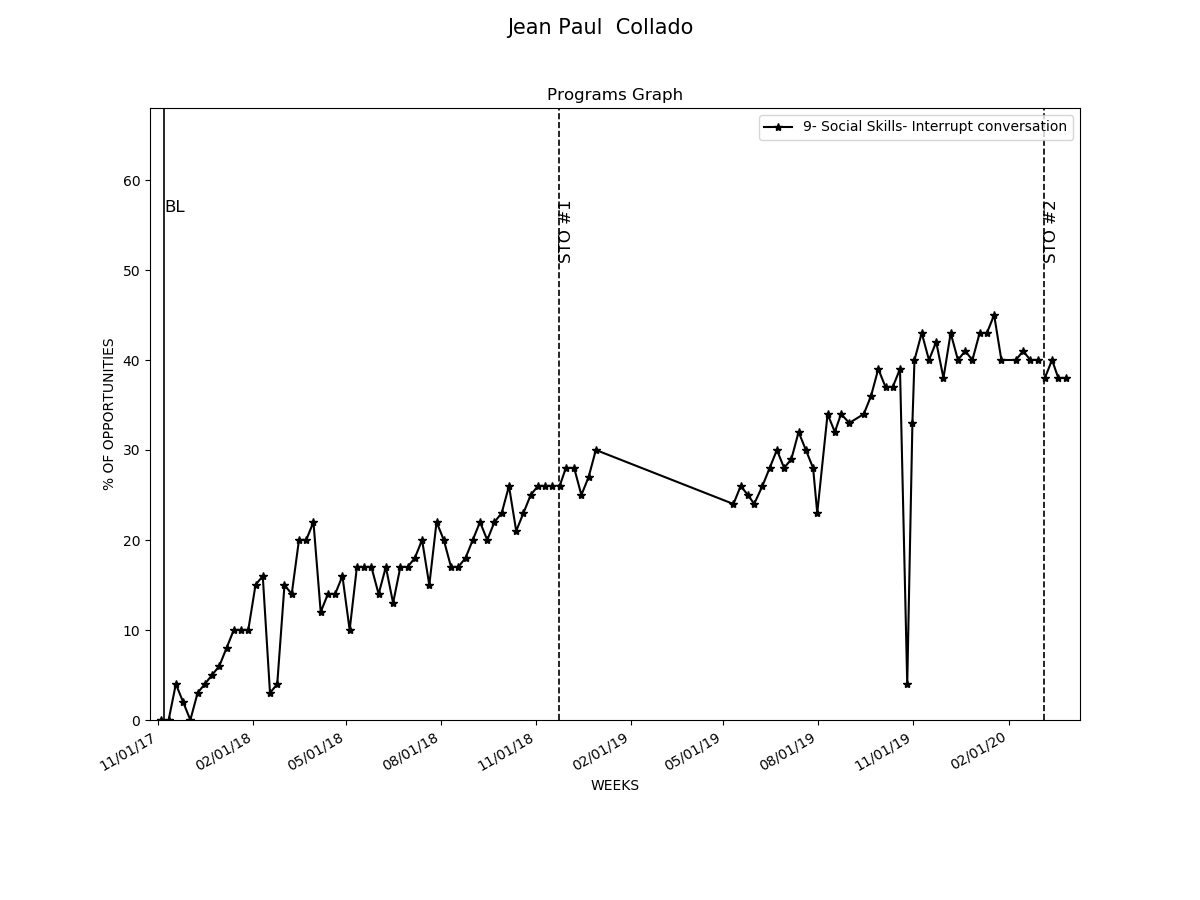 Jean Paul  Collado
Programs Graph
9- Social Skills- Interrupt conversation
60
50
40
30
20
10
0
% OF OPPORTUNITIES
BL
STO #1
STO #2
11/01/17
02/01/18
05/01/18
08/01/18
11/01/18
02/01/19
05/01/19
08/01/19
11/01/19
02/01/20
WEEKS